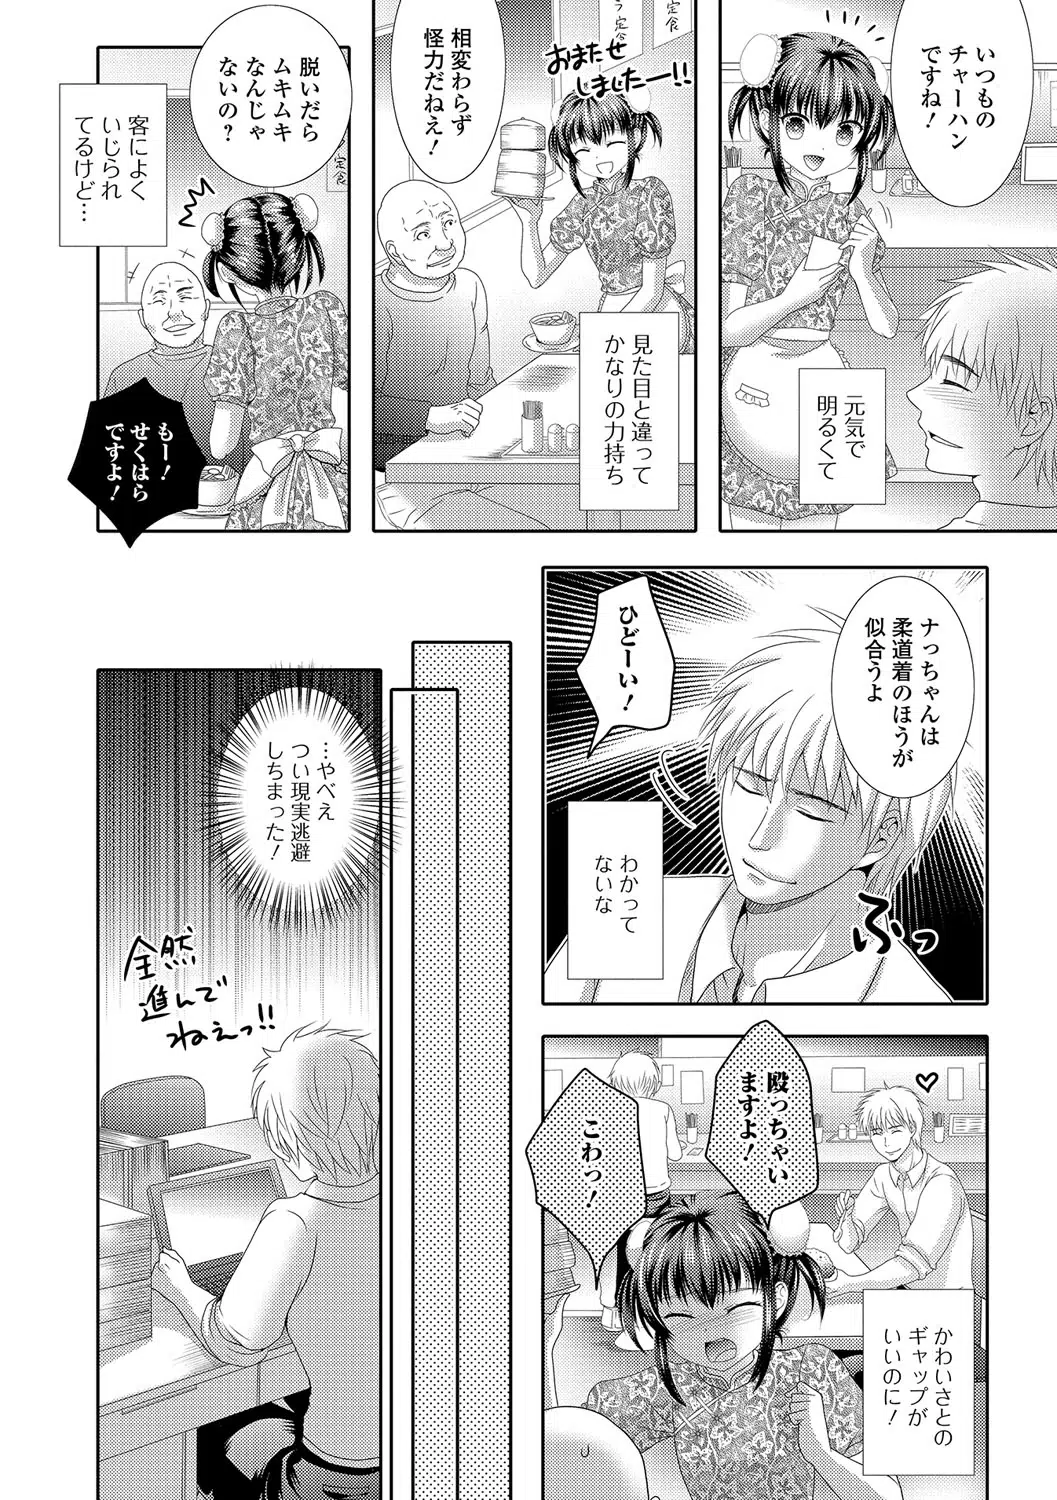 いつもの
チャーハン
ですね！
元気で
明るくて
おまたせ
しましたー!!
相変わらず
怪力だねえ！
見た目と違って
かなりの力持ち
脱いだら
ムキムキ
なんじゃ
ないの？
客によく
いじられ
てるけど…
もー！
せくはら
ですよ！
定食
定食
定食
ナっちゃんは
柔道着のほうが
似合うよ
ひどーい！
わかって
ないな
ふっ
殴っちゃい
ますよ！
こわっ！
かわいさとの
ギャップが
いいのに！
…やべえ
つい現実逃避
しちまった！
全然
進んで
ねぇっ!!